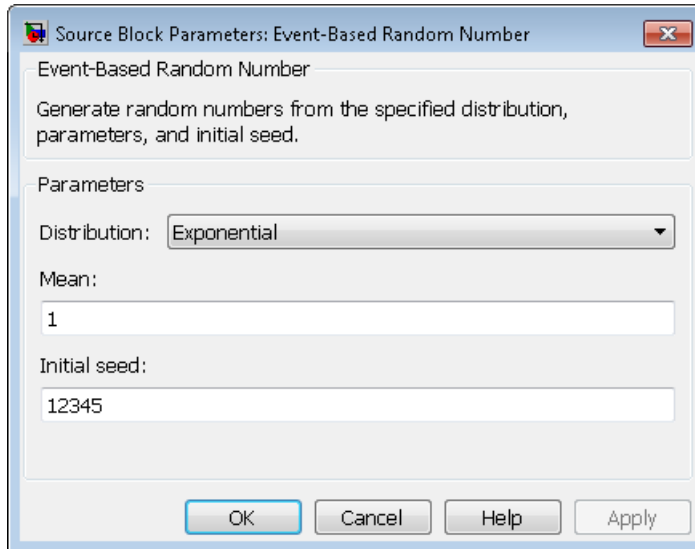 Source Block Parameters: Event-Based Random Number
Event-Based Random Number
Generate random numbers from the specified distribution,
parameters, and initial seed.
Parameters
Distribution: Exponential
Mean:
1
Initial seed:
12345
OK Cancel Help Apply